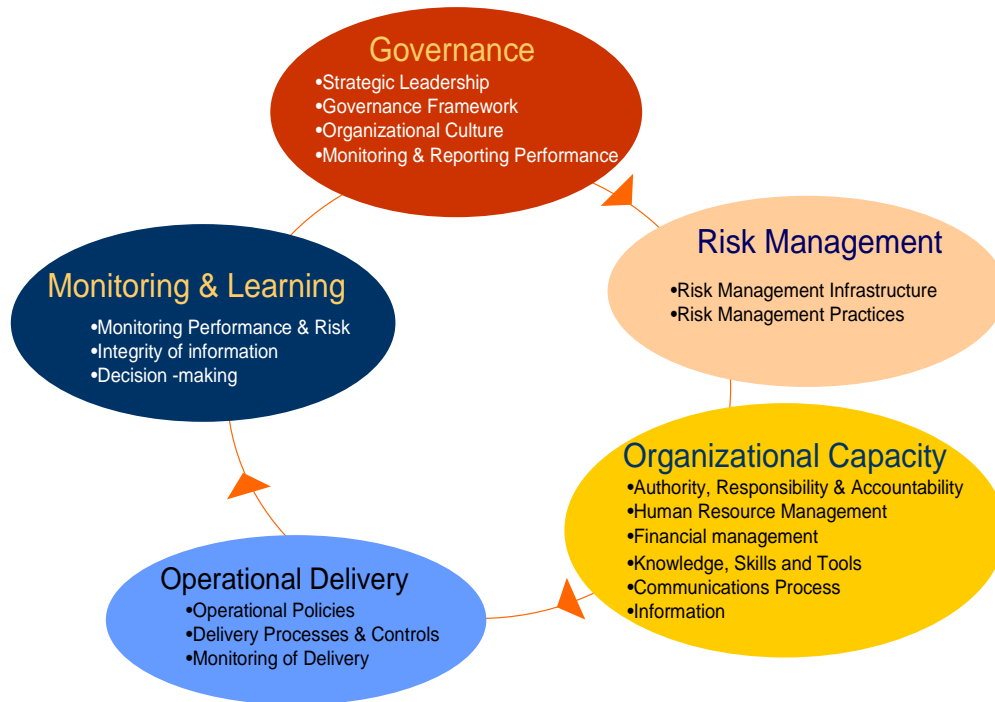 Governance
•Strategic Leadership
•Governance Framework
•Organizational Culture
•Monitoring & Reporting Performance
Risk Management
•Risk Management Infrastructure
•Risk Management Practices
Monitoring & Learning
•Monitoring Performance & Risk
•Integrity of information
•Decision -making
Organizational Capacity
•Authority, Responsibility & Accountability
•Human Resource Management
•Financial management
•Knowledge, Skills and Tools
•Communications Process
•Information
Operational Delivery
•Operational Policies
•Delivery Processes & Controls
•Monitoring of Delivery